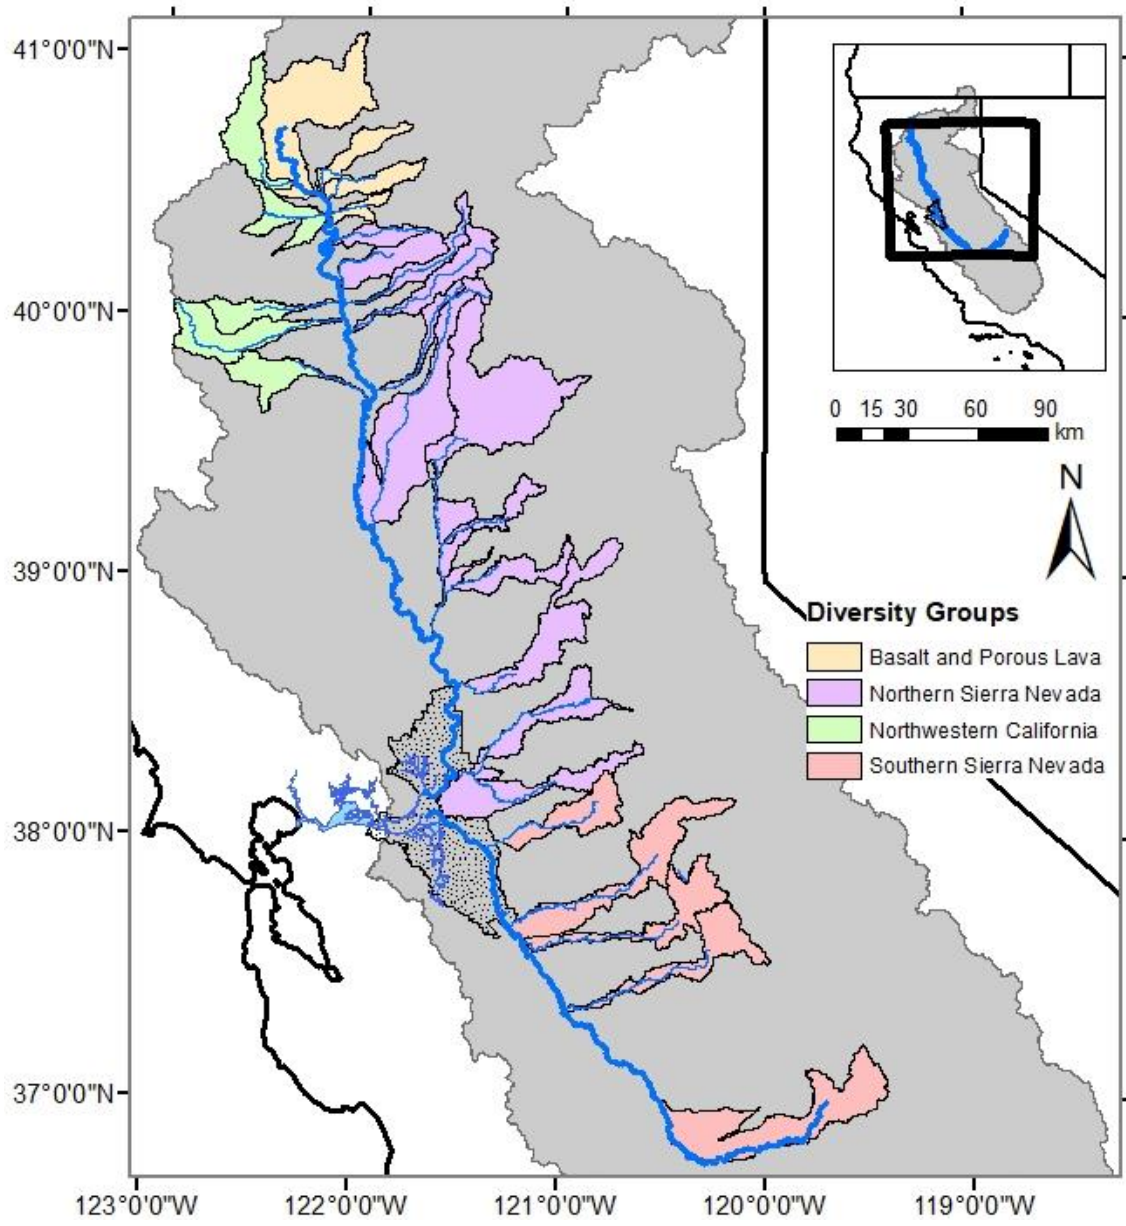 41°0'0"N
40°0'0"N
39°0'0"N
38°0'0"N
37°0'0"N
123°0'0"W 122°0'0"W 121°0'0"W 120°0'0"W 119°0'0"W
0 15 30 60 90
km
N
Diversity Groups
Basalt and Porous Lava
Northern Sierra Nevada
Northwestern California
Southern Sierra Nevada